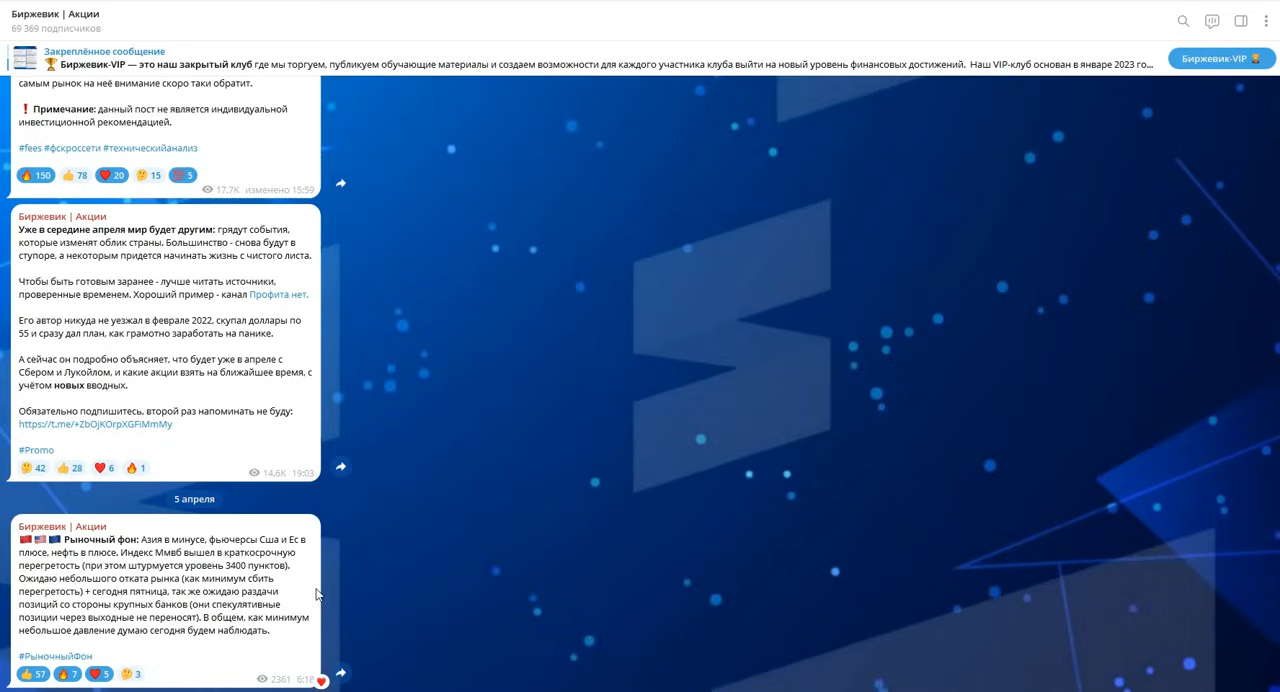 Биржевик | Акции
69 369 подписчиков
Закреплённое сообщение
🏆 Биржевик-VIP — это наш закрытый клуб где мы торгуем, публикуем обучающие материалы и создаем возможности для каждого участника клуба выйти на новый уровень финансовых достижений. Наш VIP-клуб основан в январе 2023 го...
Биржевик-VIP 🏆
самым рынок на неё внимание скоро таки обратит.
❗ Примечание: данный пост не является индивидуальной
инвестиционной рекомендацией.
#fees #фскроссети #техническийанализ
🔥 150 👍 78 ❤️ 20 🤔 15 💯 5
17.7K изменено 15:59
Биржевик | Акции
Уже в середине апреля мир будет другим: грядут события,
которые изменят облик страны. Большинство - снова будут в
ступоре, а некоторым придется начинать жизнь с чистого листа.
Чтобы быть готовым заранее - лучше читать источники,
проверенные временем. Хороший пример - канал Профита нет.
Его автор никуда не уезжал в феврале 2022, скупал доллары по
55 и сразу дал план, как грамотно заработать на панике.
А сейчас он подробно объясняет, что будет уже в апреле с
Сбером и Лукойлом, и какие акции взять на ближайшее время, с
учётом новых вводных.
Обязательно подпишитесь, второй раз напоминать не буду:
https://t.me/+ZbOjKOrpXGFiMmMy
#Promo
🤔 42 👍 28 ❤️ 6 🔥 1
14.6K 19:03
5 апреля
Биржевик | Акции
🇨🇳 🇺🇸 🇪🇺 Рыночный фон: Азия в минусе, фьючерсы Сша и Ес в
плюсе, нефть в плюсе. Индекс Ммвб вышел в краткосрочную
перегретость (при этом штурмуется уровень 3400 пунктов).
Ожидаю небольшого отката рынка (как минимум сбить
перегретость) + сегодня пятница, так же ожидаю раздачи
позиций со стороны крупных банков (они спекулятивные
позиции через выходные не переносят). В общем, как минимум
небольшое давление думаю сегодня будем наблюдать.
#РыночныйФон
👍 57 🔥 7 ❤️ 5 🤔 3
2361 6:18